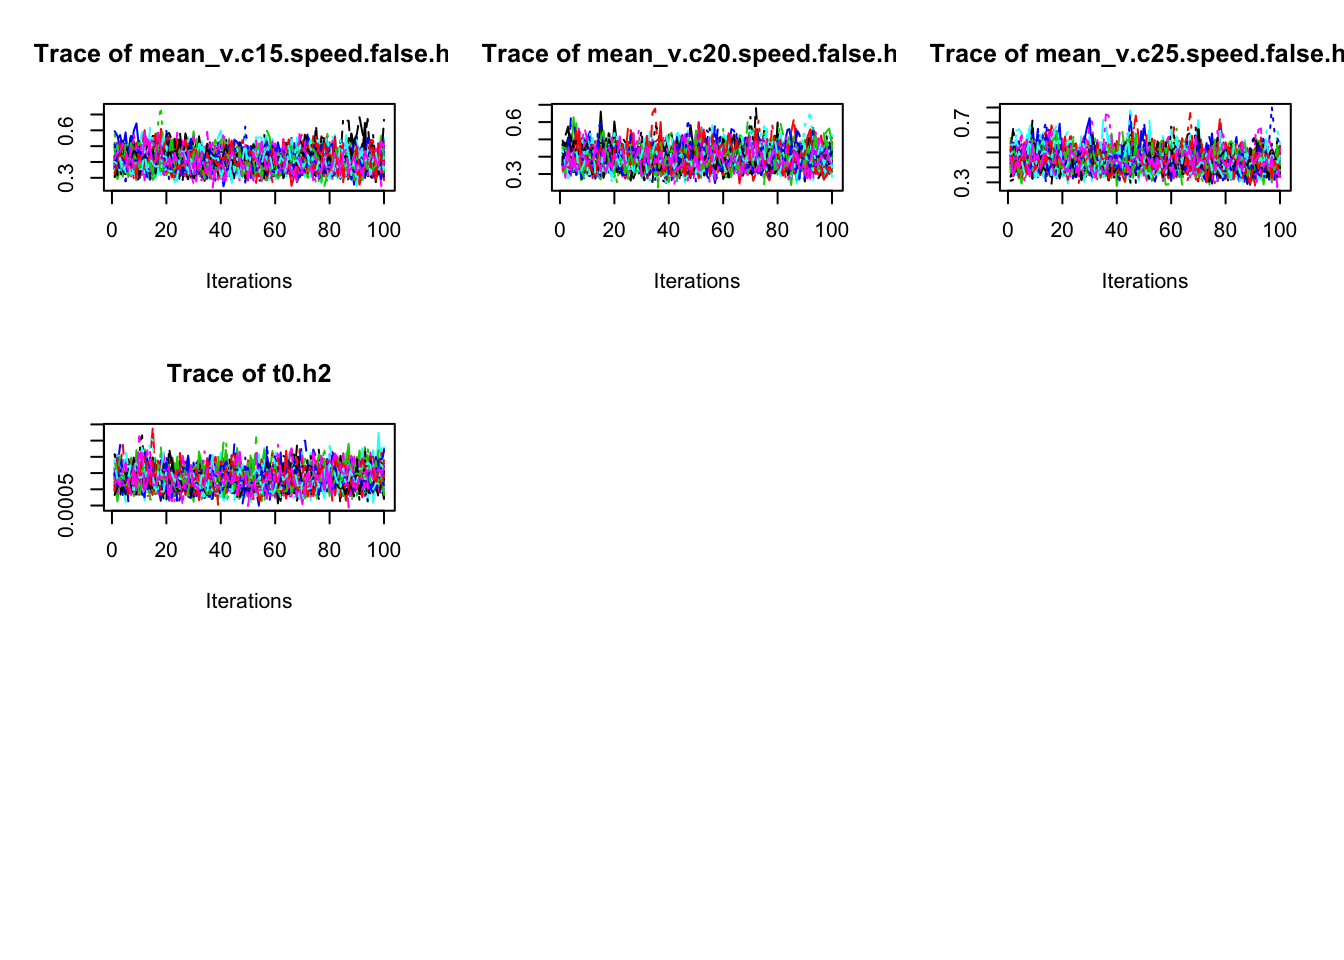 Trace of mean_v.c15.speed.false.h
Trace of mean_v.c20.speed.false.h
Trace of mean_v.c25.speed.false.h
0.6
0.3
0 20 40 60 80 100
Iterations
0.6
0.3
0 20 40 60 80 100
Iterations
0.7
0.3
0 20 40 60 80 100
Iterations
Trace of t0.h2
0.0005
0 20 40 60 80 100
Iterations